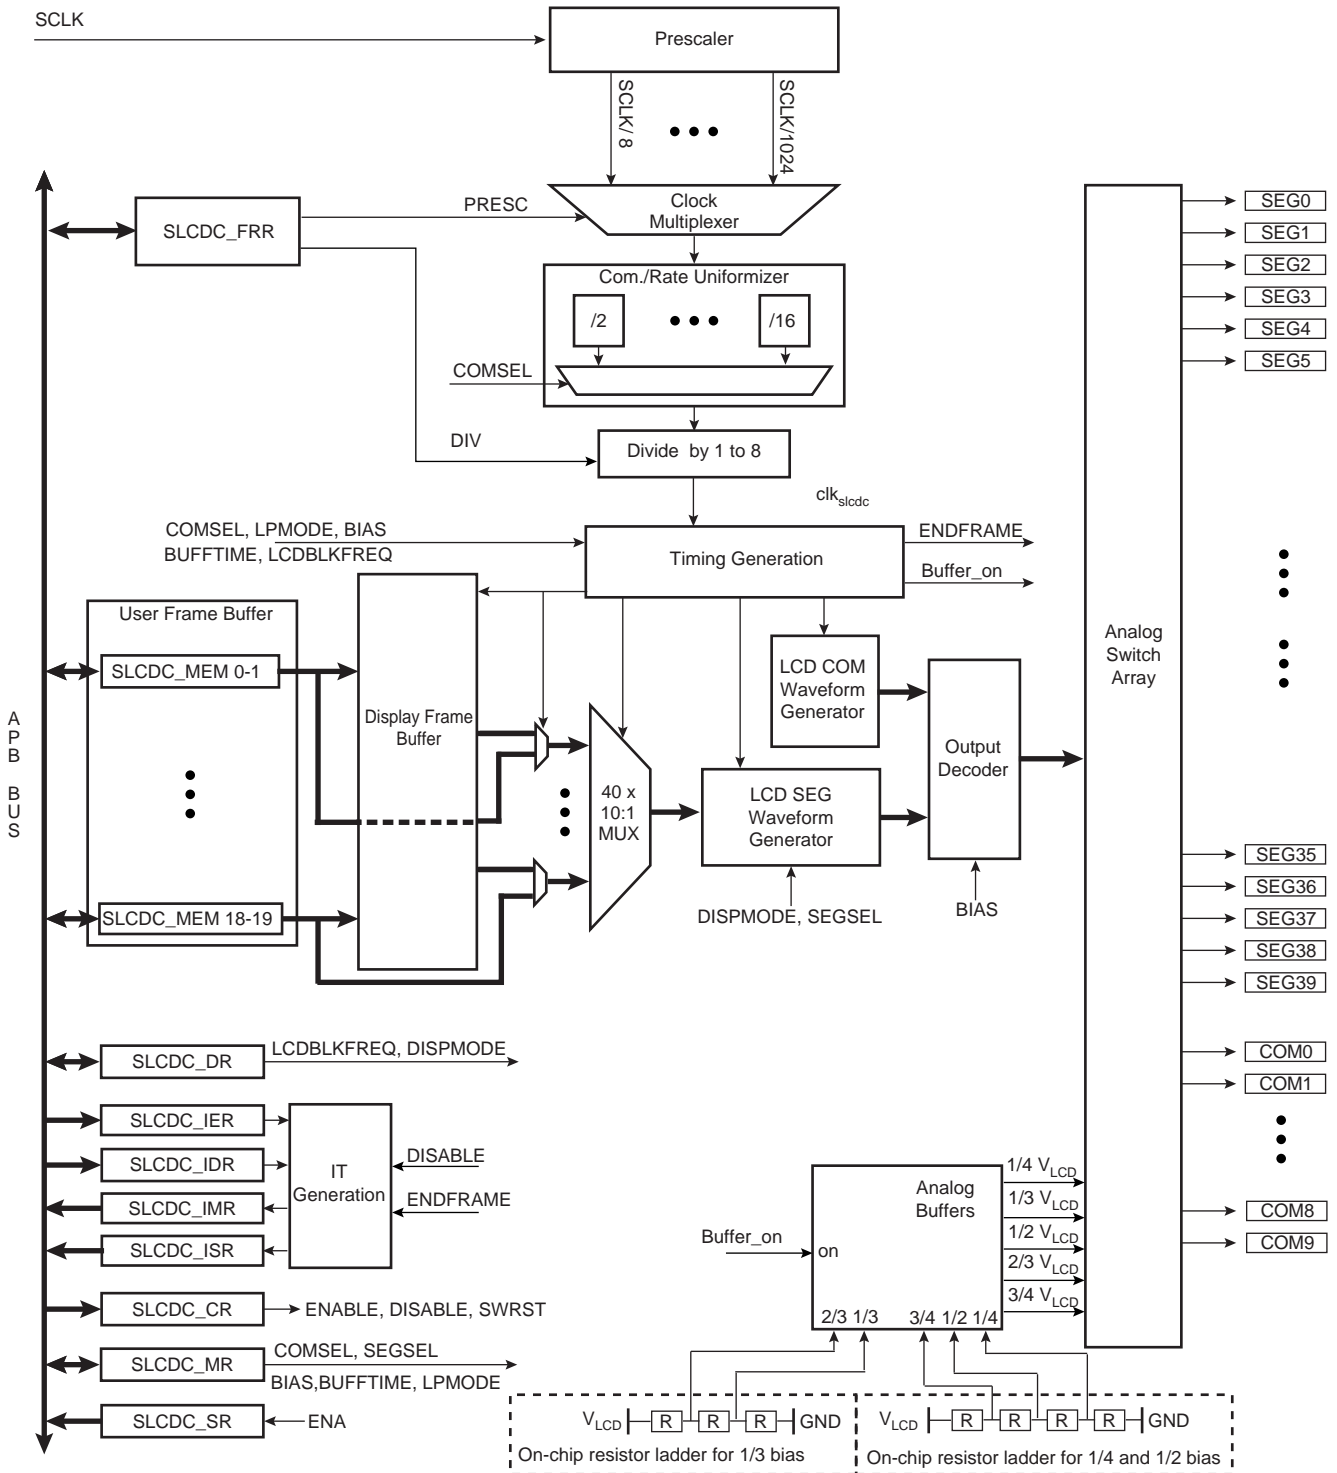 SCLK
Prescaler
SCLK/ 8
SCLK/1024
SLCDC_FRR
PRESC
Clock
Multiplexer
Com./Rate Uniformizer
/2
/16
COMSEL
DIV
Divide by 1 to 8
clkslcdc
COMSEL, LPMODE, BIAS
BUFFTIME, LCDBLKFREQ
Timing Generation
ENDFRAME
Buffer_on
User Frame Buffer
SLCDC_MEM 0-1
SLCDC_MEM 18-19
Display Frame
Buffer
40 x
10:1
MUX
LCD COM
Waveform
Generator
LCD SEG
Waveform
Generator
DISPMODE, SEGSEL
Output
Decoder
BIAS
Analog
Switch
Array
SEG0
SEG1
SEG2
SEG3
SEG4
SEG5
SEG35
SEG36
SEG37
SEG38
SEG39
COM0
COM1
COM8
COM9
APB BUS
SLCDC_DR
LCDBLKFREQ, DISPMODE
SLCDC_IER
SLCDC_IDR
SLCDC_IMR
SLCDC_ISR
IT
Generation
DISABLE
ENDFRAME
SLCDC_CR
ENABLE, DISABLE, SWRST
SLCDC_MR
COMSEL, SEGSEL
BIAS,BUFFTIME, LPMODE
SLCDC_SR
ENA
Buffer_on
on
Analog
Buffers
1/4 VLCD
1/3 VLCD
1/2 VLCD
2/3 VLCD
3/4 VLCD
2/3 1/3 3/4 1/2 1/4
VLCD R R R GND
On-chip resistor ladder for 1/3 bias
VLCD R R R R GND
On-chip resistor ladder for 1/4 and 1/2 bias